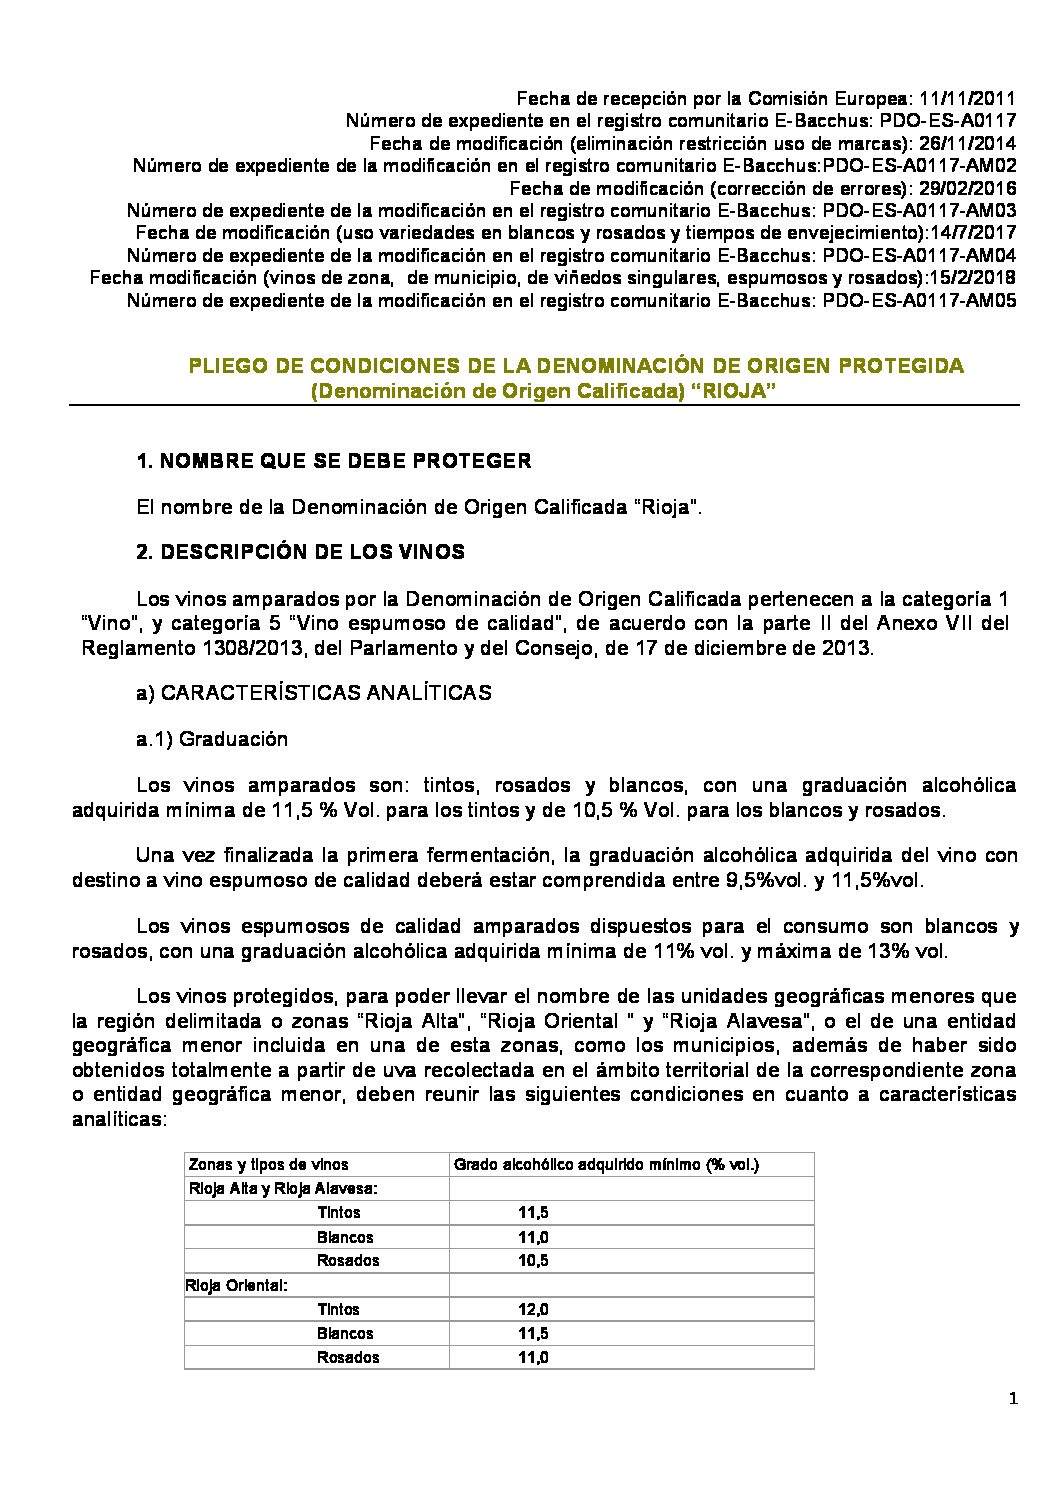 Fecha de recepción por la Comisión Europea: 11/11/2011
Número de expediente en el registro comunitario E-Bacchus: PDO-ES-A0117
Fecha de modificación (eliminación restricción uso de marcas): 26/11/2014
Número de expediente de la modificación en el registro comunitario E-Bacchus:PDO-ES-A0117-AM02
Fecha de modificación (corrección de errores): 29/02/2016
Número de expediente de la modificación en el registro comunitario E-Bacchus: PDO-ES-A0117-AM03
Fecha de modificación (uso variedades en blancos y rosados y tiempos de envejecimiento):14/7/2017
Número de expediente de la modificación en el registro comunitario E-Bacchus: PDO-ES-A0117-AM04
Fecha modificación (vinos de zona, de municipio, de viñedos singulares, espumosos y rosados):15/2/2018
Número de expediente de la modificación en el registro comunitario E-Bacchus: PDO-ES-A0117-AM05
PLIEGO DE CONDICIONES DE LA DENOMINACIÓN DE ORIGEN PROTEGIDA
(Denominación de Origen Calificada) “RIOJA”
1. NOMBRE QUE SE DEBE PROTEGER
El nombre de la Denominación de Origen Calificada “Rioja”.
2. DESCRIPCIÓN DE LOS VINOS
Los vinos amparados por la Denominación de Origen Calificada pertenecen a la categoría 1
“Vino”, y categoría 5 “Vino espumoso de calidad”, de acuerdo con la parte II del Anexo VII del
Reglamento 1308/2013, del Parlamento y del Consejo, de 17 de diciembre de 2013.
a) CARACTERÍSTICAS ANALÍTICAS
a.1) Graduación
Los vinos amparados son: tintos, rosados y blancos, con una graduación alcohólica
adquirida mínima de 11,5 % Vol. para los tintos y de 10,5 % Vol. para los blancos y rosados.
Una vez finalizada la primera fermentación, la graduación alcohólica adquirida del vino con
destino a vino espumoso de calidad deberá estar comprendida entre 9,5%vol. y 11,5%vol.
Los vinos espumosos de calidad amparados dispuestos para el consumo son blancos y
rosados, con una graduación alcohólica adquirida mínima de 11% vol. y máxima de 13% vol.
Los vinos protegidos, para poder llevar el nombre de las unidades geográficas menores que
la región delimitada o zonas “Rioja Alta”, “Rioja Oriental ” y “Rioja Alavesa”, o el de una entidad
geográfica menor incluida en una de esta zonas, como los municipios, además de haber sido
obtenidos totalmente a partir de uva recolectada en el ámbito territorial de la correspondiente zona
o entidad geográfica menor, deben reunir las siguientes condiciones en cuanto a características
analíticas:
Zonas y tipos de vinos Grado alcohólico adquirido mínimo (% vol.)
Rioja Alta y Rioja Alavesa:
Tintos 11,5
Blancos 11,0
Rosados 10,5
Rioja Oriental:
Tintos 12,0
Blancos 11,5
Rosados 11,0
1